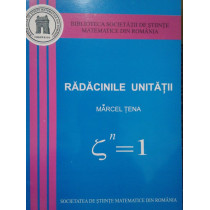 BIBLIOTECA SOCIETĂȚII DE ȘTIINȚE
MATEMATICE DIN ROMÂNIA
RĂDĂCINILE UNITĂȚII
MARCEL ȚENA
ζⁿ=1
SOCIETATEA DE ȘTIINȚE MATEMATICE DIN ROMÂNIA